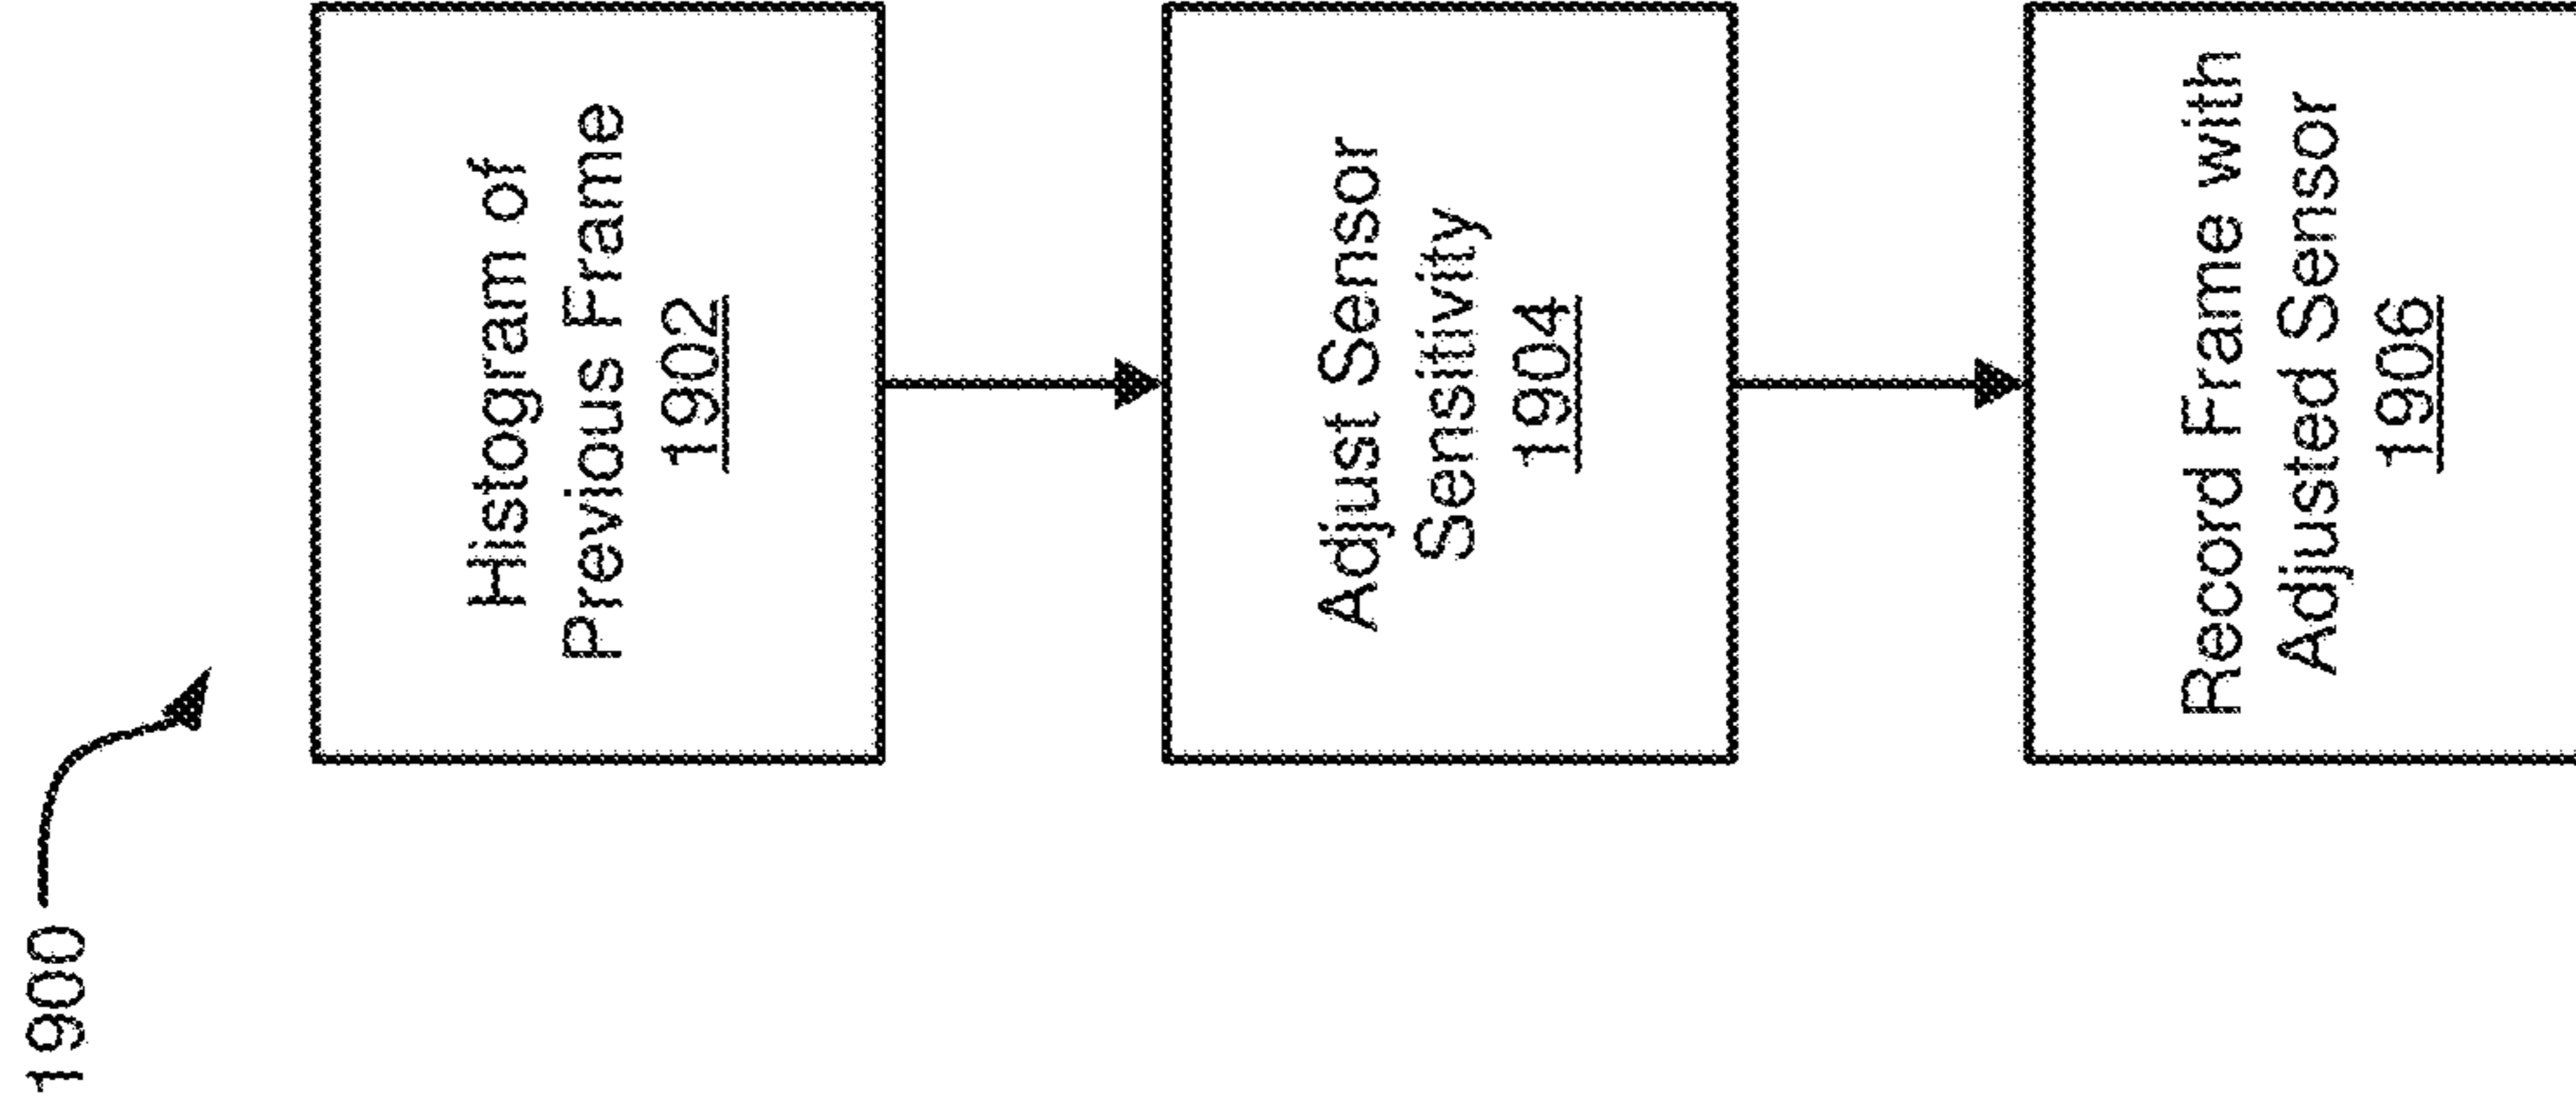 1900
Histogram of
Previous Frame
1902
Adjust Sensor
Sensitivity
1904
Record Frame with
Adjusted Sensor
1906